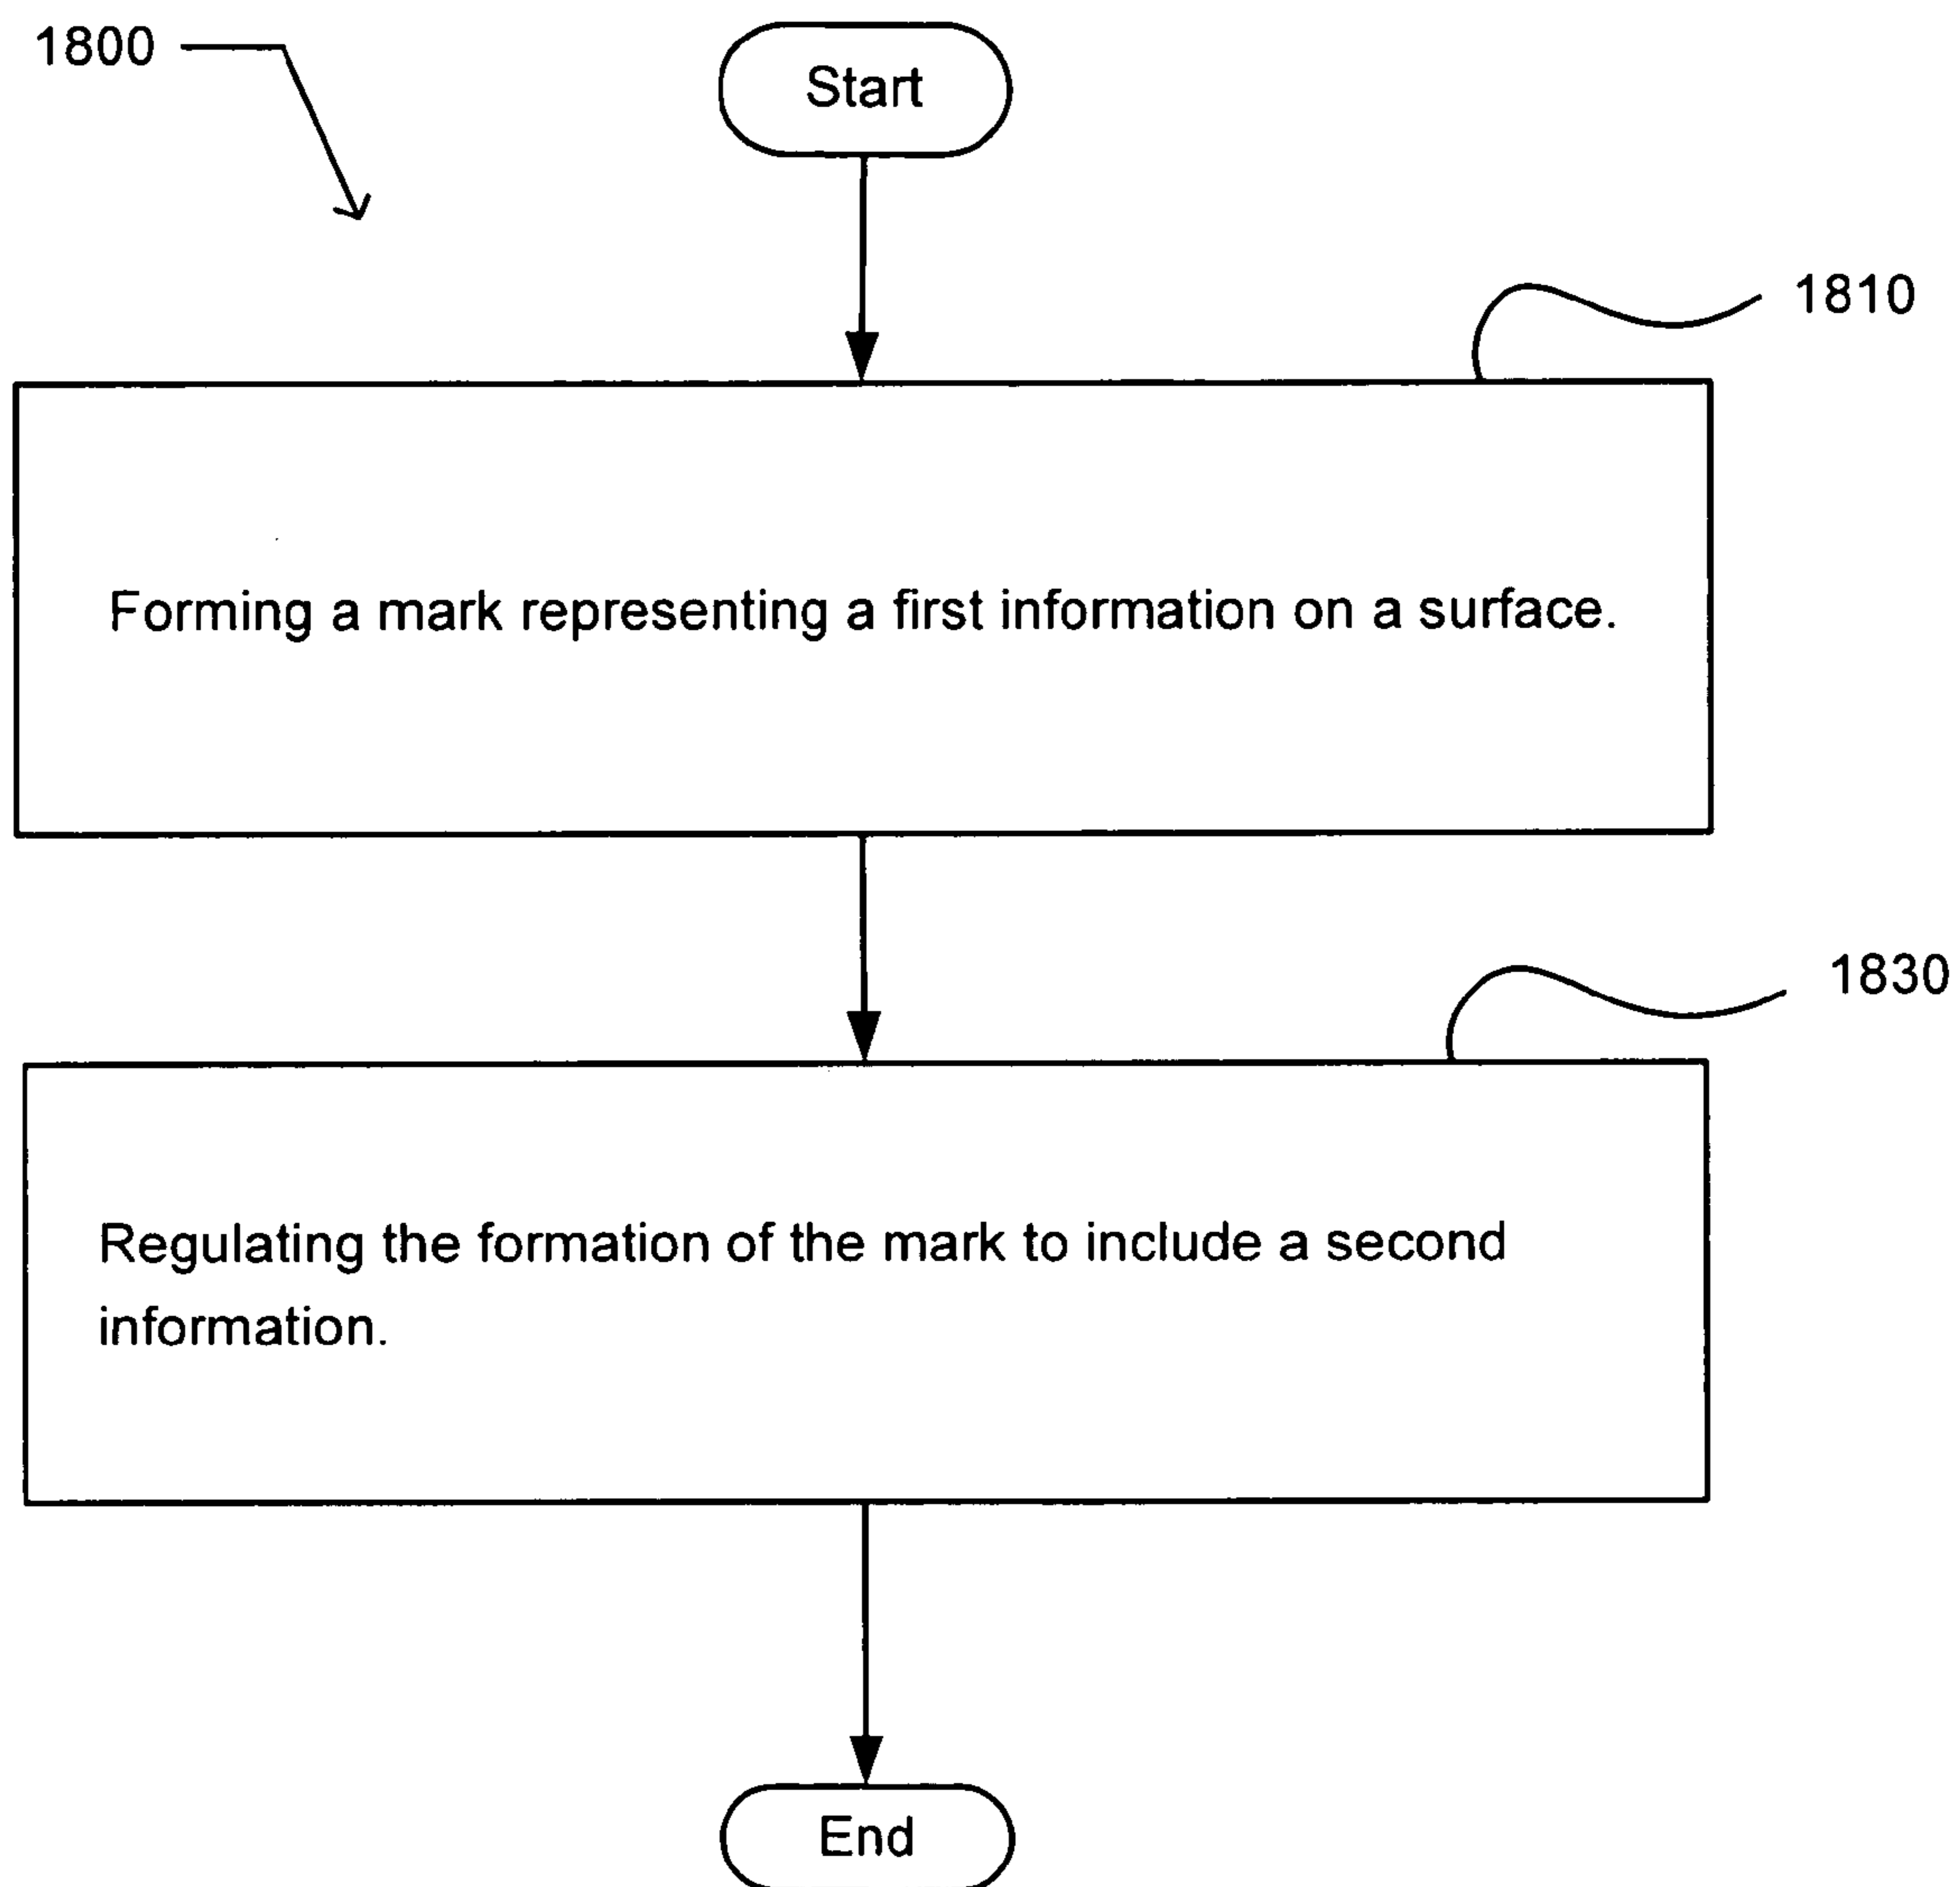 1800
Start
1810
Forming a mark representing a first information on a surface.
1830
Regulating the formation of the mark to include a second
information.
End